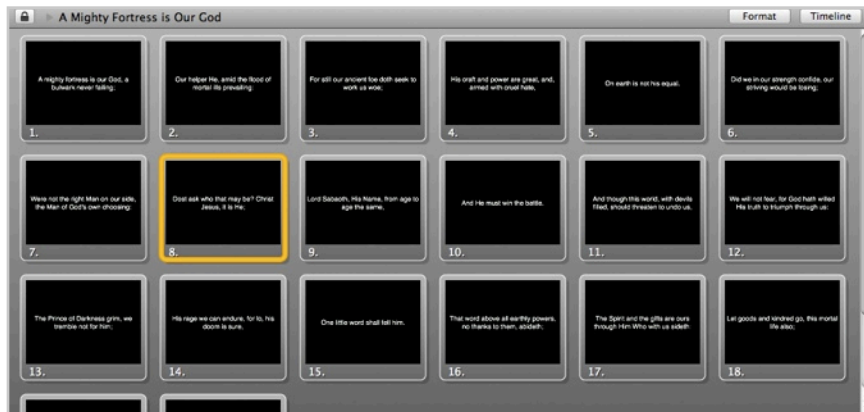 A Mighty Fortress is Our God
Format
Timeline
A mighty fortress is our God, a
bulwark never failing;
1.
Our helper He, amid the flood of
mortal ills prevailing:
2.
For still our ancient foe doth seek to
work us woe;
3.
His craft and power are great, and,
armed with cruel hate,
4.
On earth is not his equal.
5.
Did we in our strength confide, our
striving would be losing;
6.
Were not the right Man on our side,
the Man of God's own choosing:
7.
Dost ask who that may be? Christ
Jesus, it is He;
8.
Lord Sabaoth, His Name, from age to
age the same,
9.
And He must win the battle.
10.
And though this world, with devils
filled, should threaten to undo us,
11.
We will not fear, for God hath willed
His truth to triumph through us:
12.
The Prince of Darkness grim, we
tremble not for him;
13.
His rage we can endure, for lo, his
doom is sure,
14.
One little word shall fell him.
15.
That word above all earthly powers,
no thanks to them, abideth;
16.
The Spirit and the gifts are ours
through Him Who with us sideth
17.
Let goods and kindred go, this mortal
life also;
18.